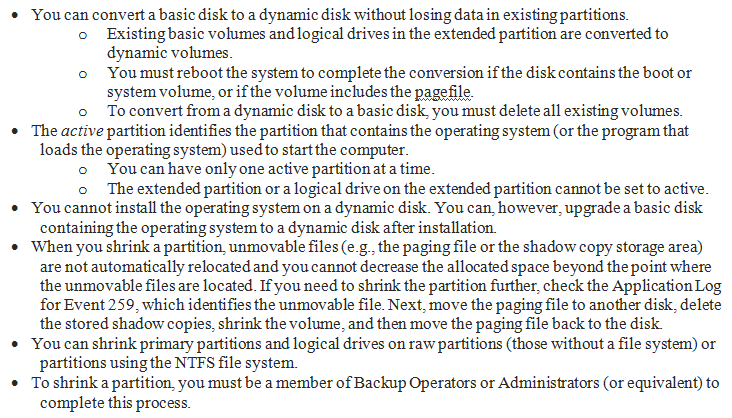 • You can convert a basic disk to a dynamic disk without losing data in existing partitions.
o Existing basic volumes and logical drives in the extended partition are converted to
dynamic volumes.
o You must reboot the system to complete the conversion if the disk contains the boot or
system volume, or if the volume includes the pagefile.
o To convert from a dynamic disk to a basic disk, you must delete all existing volumes.
• The active partition identifies the partition that contains the operating system (or the program that
loads the operating system) used to start the computer.
o You can have only one active partition at a time.
o The extended partition or a logical drive on the extended partition cannot be set to active.
• You cannot install the operating system on a dynamic disk. You can, however, upgrade a basic disk
containing the operating system to a dynamic disk after installation.
• When you shrink a partition, unmovable files (e.g., the paging file or the shadow copy storage area)
are not automatically relocated and you cannot decrease the allocated space beyond the point where
the unmovable files are located. If you need to shrink the partition further, check the Application Log
for Event 259, which identifies the unmovable file. Next, move the paging file to another disk, delete
the stored shadow copies, shrink the volume, and then move the paging file back to the disk.
• You can shrink primary partitions and logical drives on raw partitions (those without a file system) or
partitions using the NTFS file system.
• To shrink a partition, you must be a member of Backup Operators or Administrators (or equivalent) to
complete this process.